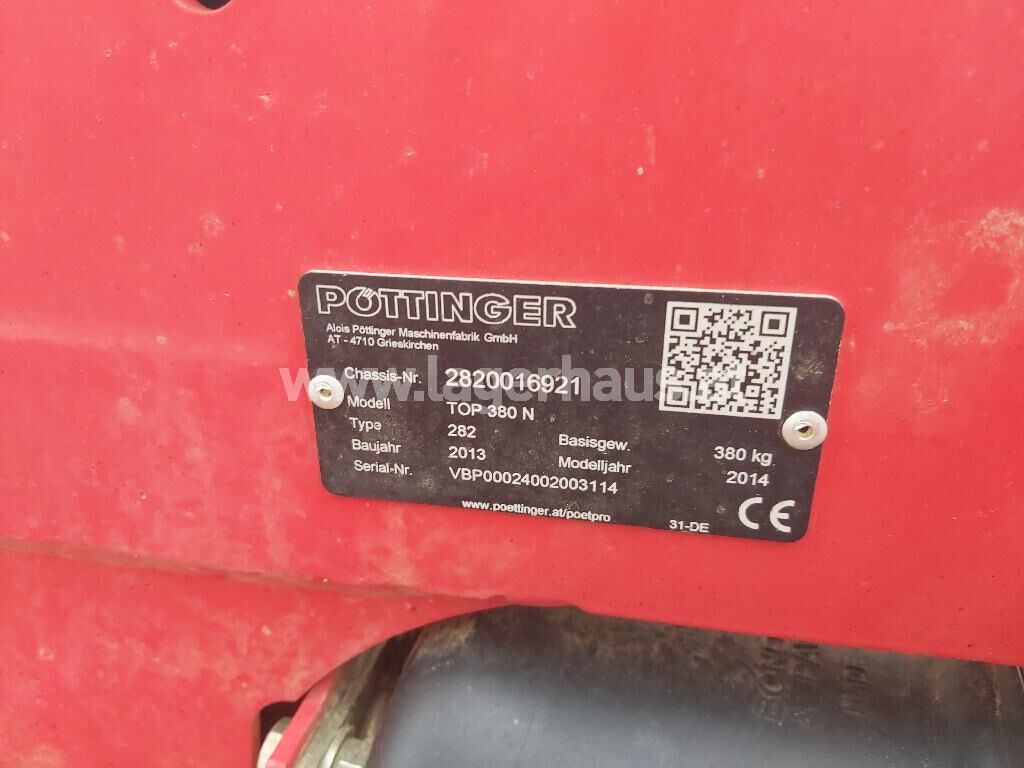 PÖTTINGER
Alois Pöttinger Maschinenfabrik GmbH
AT - 4710 Grieskirchen
Chassis-Nr. 2820016921
Modell TOP 380 N
Type 282 Basisgew. 380 kg
Baujahr 2013 Modelljahr 2014
Serial-Nr. VBP00024002003114
www.poettinger.at/poetpro 31-DE CE